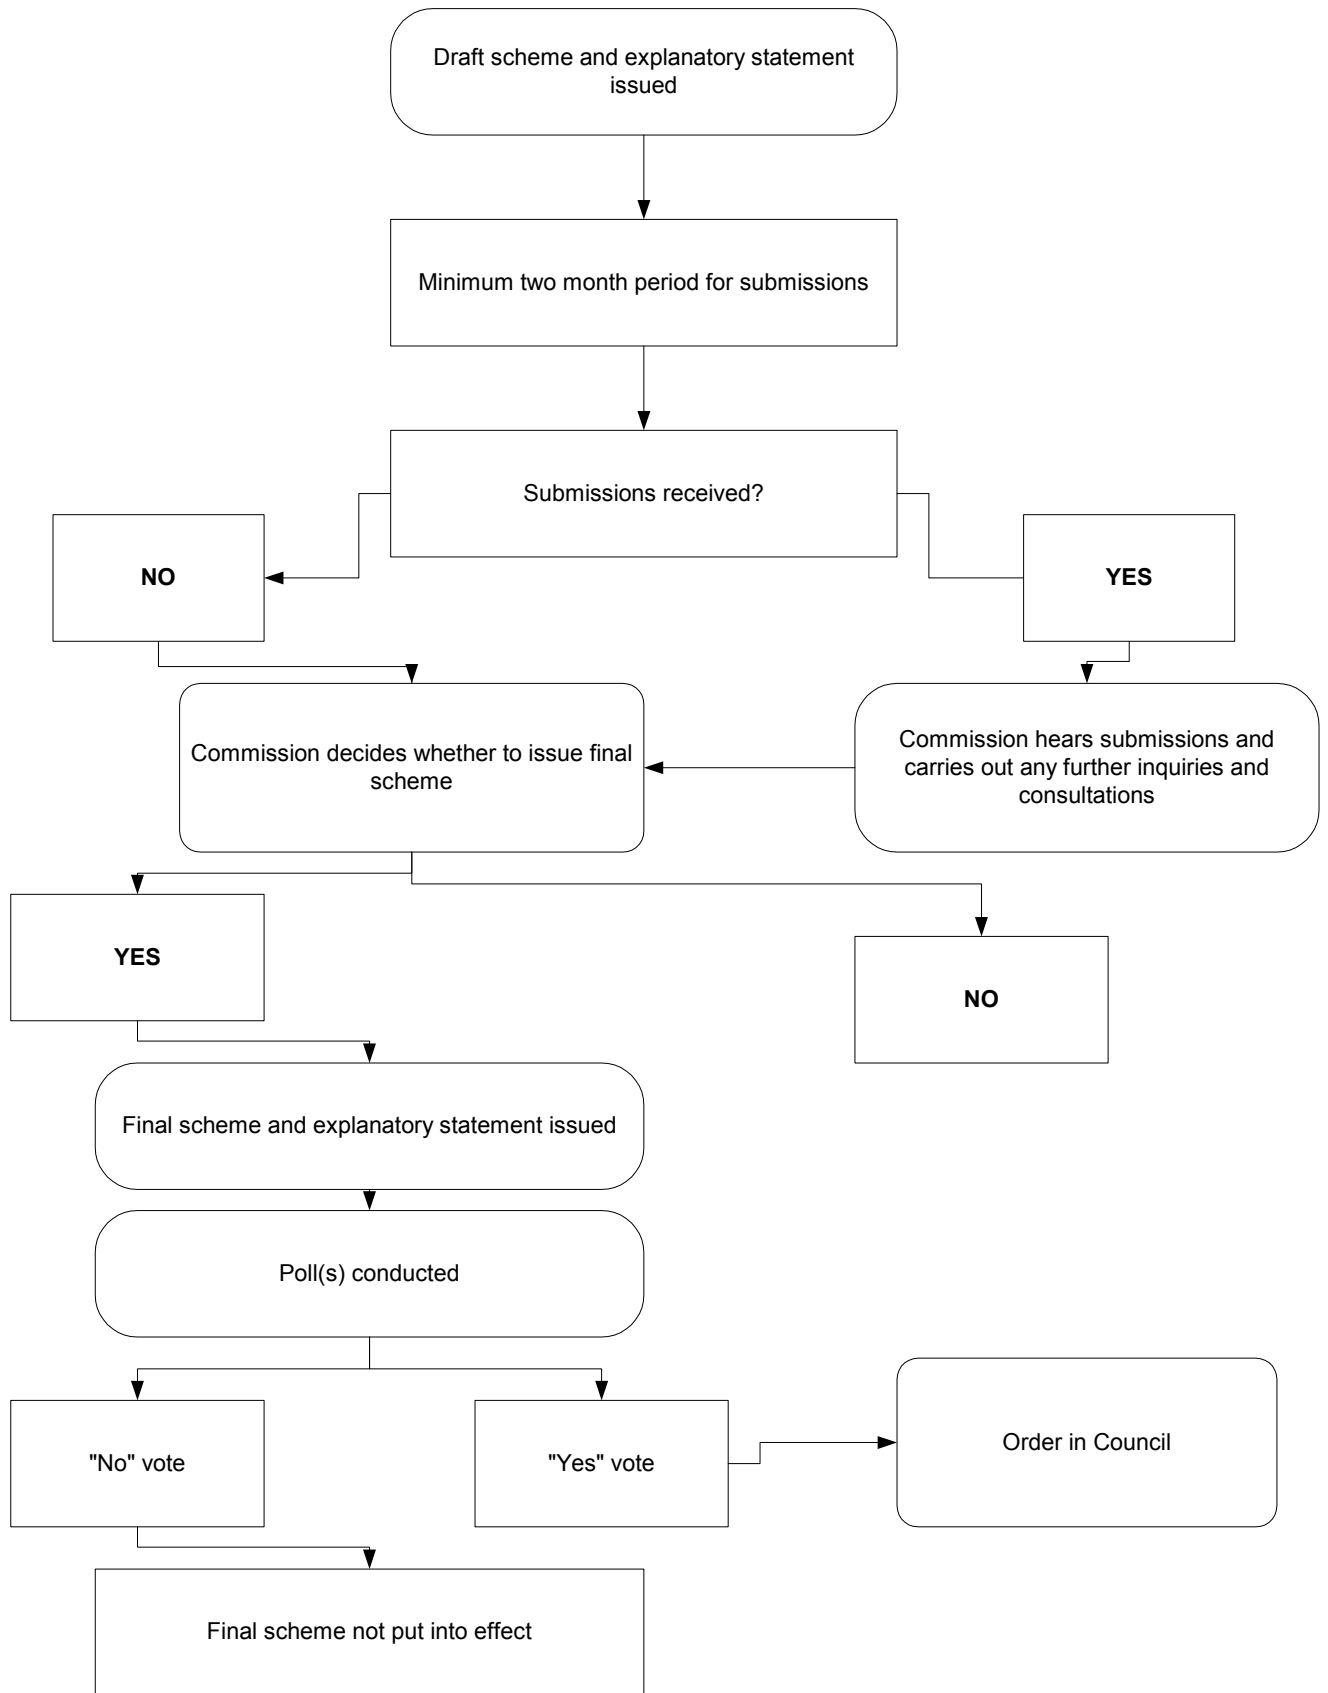 Draft scheme and explanatory statement
issued
Minimum two month period for submissions
Submissions received?
NO
YES
Commission decides whether to issue final
scheme
Commission hears submissions and
carries out any further inquiries and
consultations
YES
NO
Final scheme and explanatory statement issued
Poll(s) conducted
"No" vote
"Yes" vote
Order in Council
Final scheme not put into effect